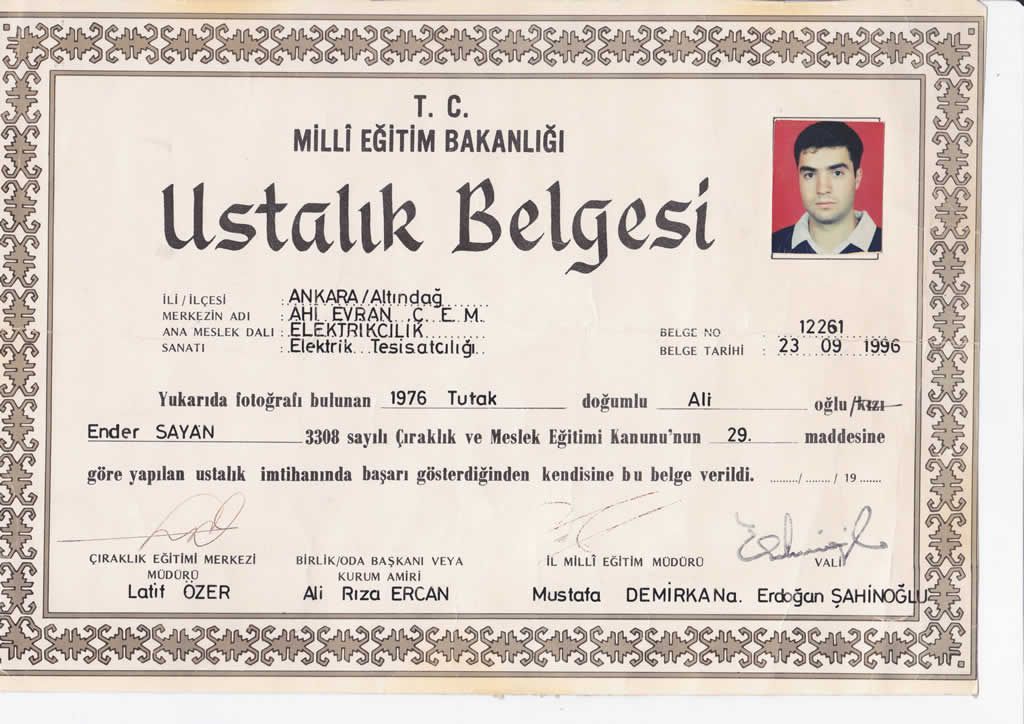 T. C.
MİLLÎ EĞİTİM BAKANLIĞI
Ustalık Belgesi
İLİ / İLÇESİ : ANKARA/Altındağ
MERKEZİN ADI : AHİ EVRAN Ç.E.M.
ANA MESLEK DALI : ELEKTRİKCİLİK
SANATI : Elektrik Tesisatcılığı
BELGE NO 12261
BELGE TARİHİ : 23 09 1996
Yukarıda fotoğrafı bulunan 1976 Tutak doğumlu Ali oğlu/kızı
Ender SAYAN 3308 sayılı Çıraklık ve Meslek Eğitimi Kanunu'nun 29. maddesine
göre yapılan ustalık imtihanında başarı gösterdiğinden kendisine bu belge verildi. ......../ ......../ 19 .......
ÇIRAKLIK EĞİTİMİ MERKEZİ
MÜDÜRÜ
Latif ÖZER
BİRLİK/ODA BAŞKANI VEYA
KURUM AMİRİ
Ali Rıza ERCAN
İL MİLLÎ EĞİTİM MÜDÜRÜ
Mustafa DEMİRKAN
VALİ
a. Erdoğan ŞAHİNOĞLU